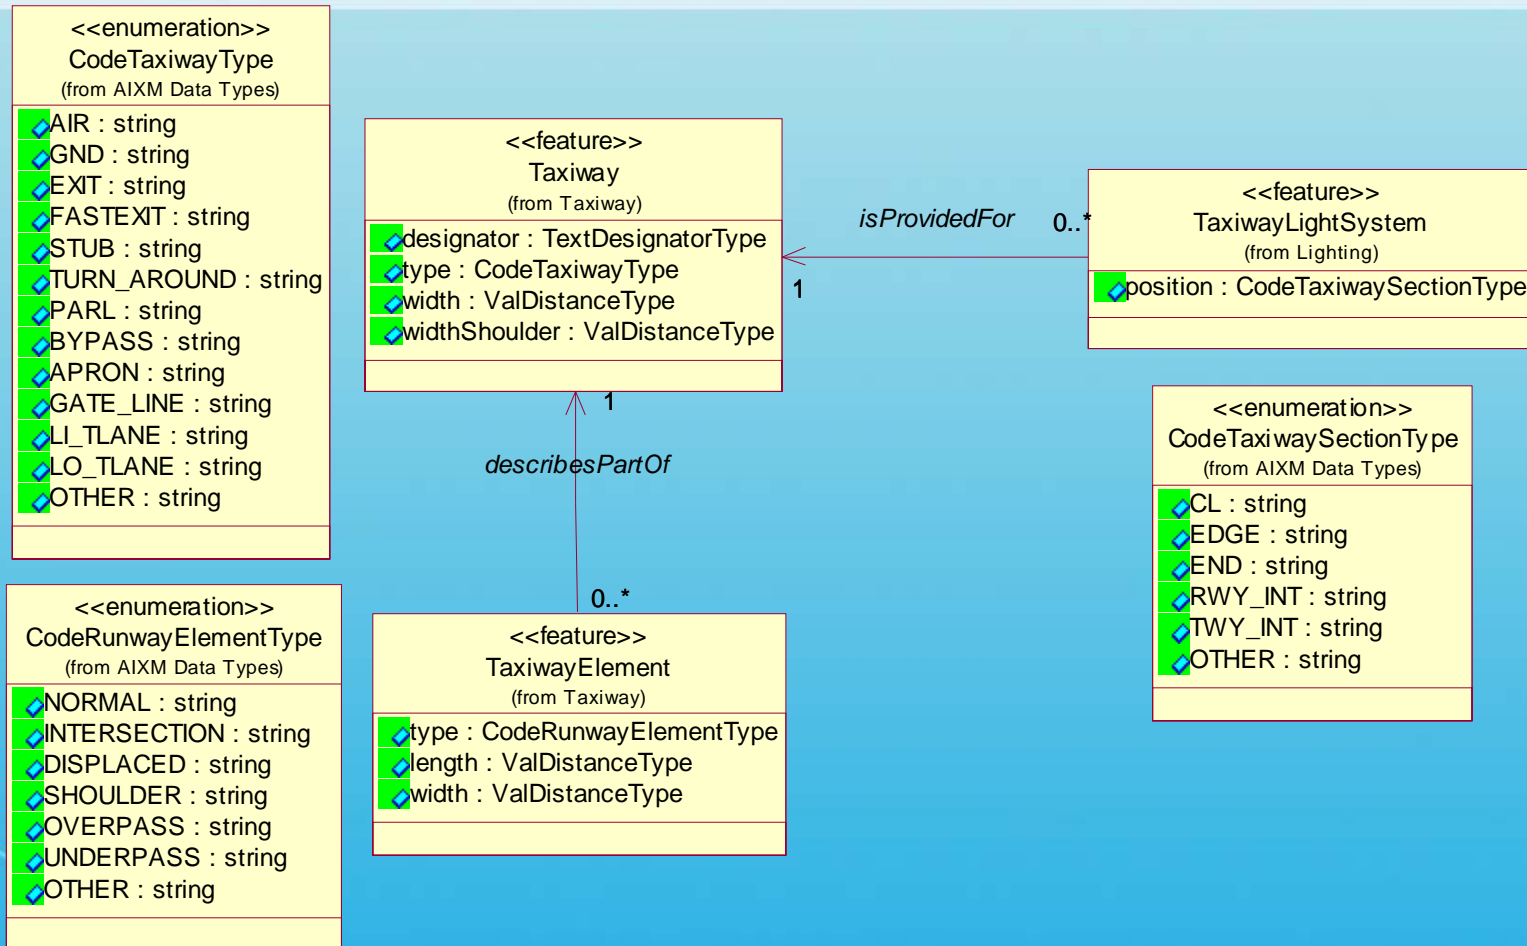 <<enumeration>>
CodeTaxiwayType
(from AIXM Data Types)
AIR : string
GND : string
EXIT : string
FASTEXIT : string
STUB : string
TURN_AROUND : string
PARL : string
BYPASS : string
APRON : string
GATE_LINE : string
LI_TLANE : string
LO_TLANE : string
OTHER : string
<<feature>>
Taxiway
(from Taxiway)
designator : TextDesignatorType
type : CodeTaxiwayType
width : ValDistanceType
widthShoulder : ValDistanceType
isProvidedFor
0..*
1
<<feature>>
TaxiwayLightSystem
(from Lighting)
position : CodeTaxiwaySectionType
1
describesPartOf
0..*
<<enumeration>>
CodeTaxiwaySectionType
(from AIXM Data Types)
CL : string
EDGE : string
END : string
RWY_INT : string
TWY_INT : string
OTHER : string
<<enumeration>>
CodeRunwayElementType
(from AIXM Data Types)
NORMAL : string
INTERSECTION : string
DISPLACED : string
SHOULDER : string
OVERPASS : string
UNDERPASS : string
OTHER : string
<<feature>>
TaxiwayElement
(from Taxiway)
type : CodeRunwayElementType
length : ValDistanceType
width : ValDistanceType